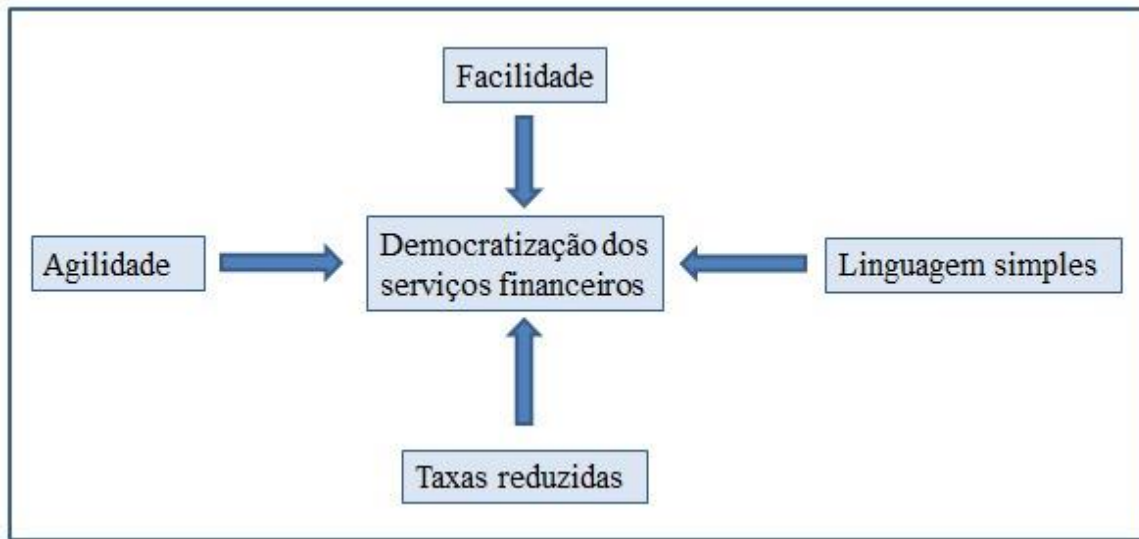 Facilidade
Agilidade
Democratização dos
serviços financeiros
Linguagem simples
Taxas reduzidas